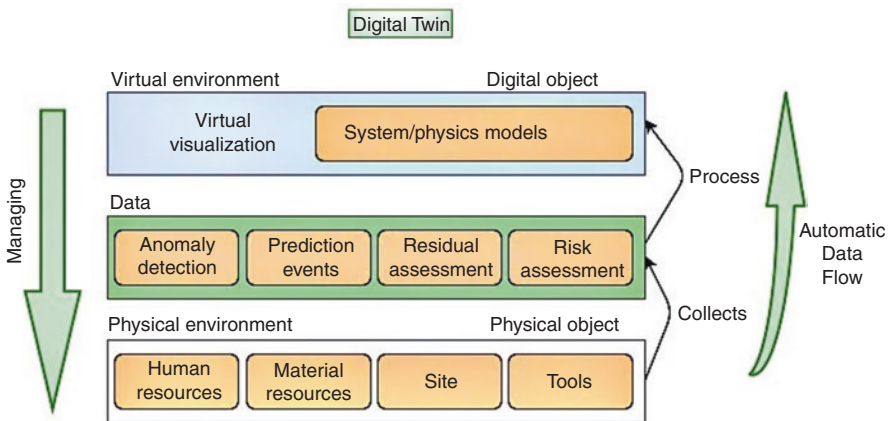 Digital Twin
Virtual environment
Digital object
Virtual
visualization
System/physics models
Process
Managing
Data
Anomaly
detection
Prediction
events
Residual
assessment
Risk
assessment
Automatic
Data
Flow
Collects
Physical environment
Physical object
Human
resources
Material
resources
Site
Tools